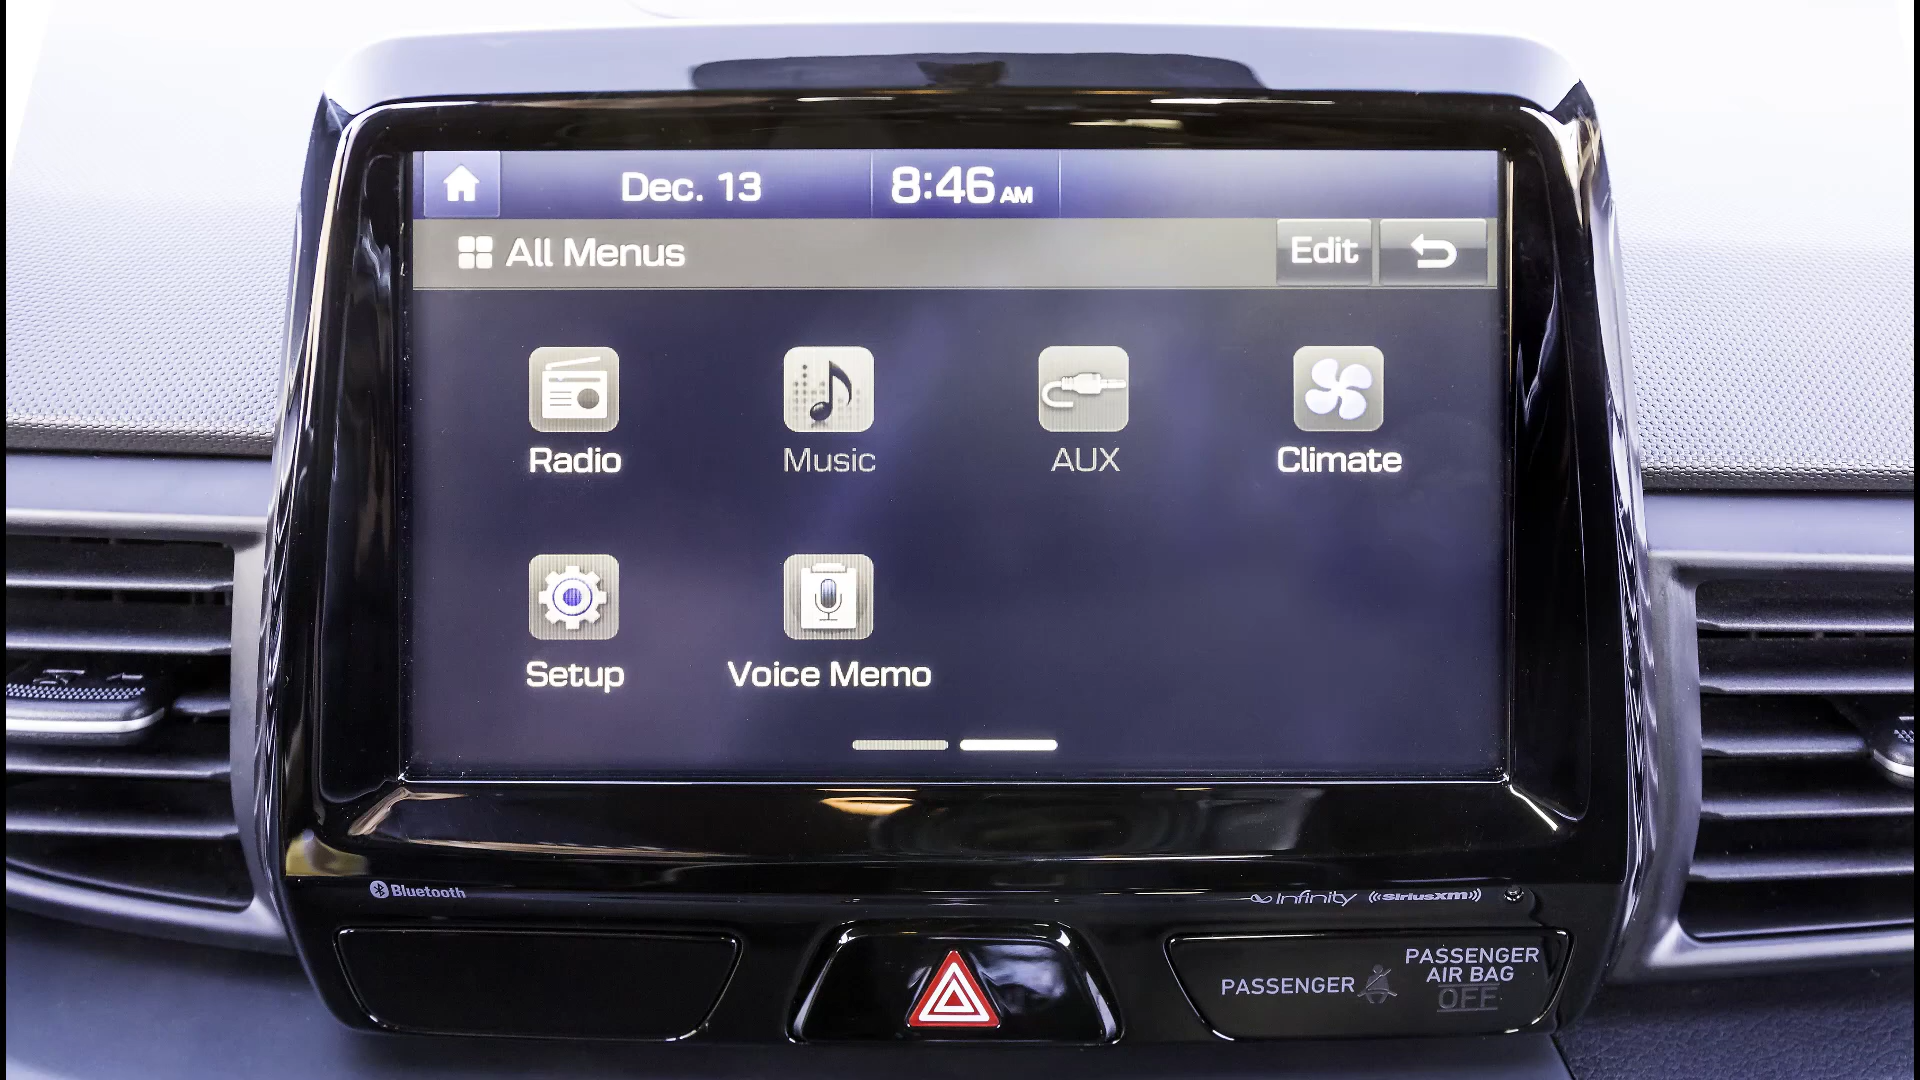 Dec. 13 8:46 AM
All Menus Edit
Radio Music AUX Climate
Setup Voice Memo
Bluetooth Infinity SiriusXM
PASSENGER PASSENGER
AIR BAG
OFF